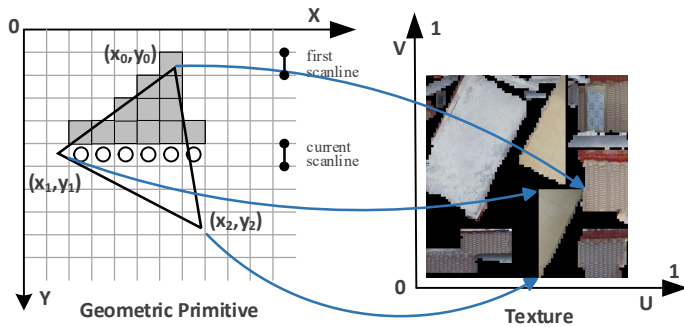 0
X
(x0,y0)
first
scanline
current
scanline
(x1,y1)
(x2,y2)
Y
Geometric Primitive
V
1
0
1
U
Texture